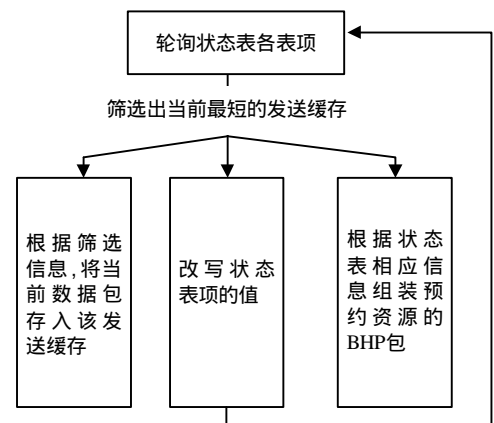 轮询状态表各表项
筛选出当前最短的发送缓存
根据筛选
信息,将当
前数据包
存入该发
送缓存
改写状态
表项的值
根据状态
表相应信
息组装预
约资源的
BHP包